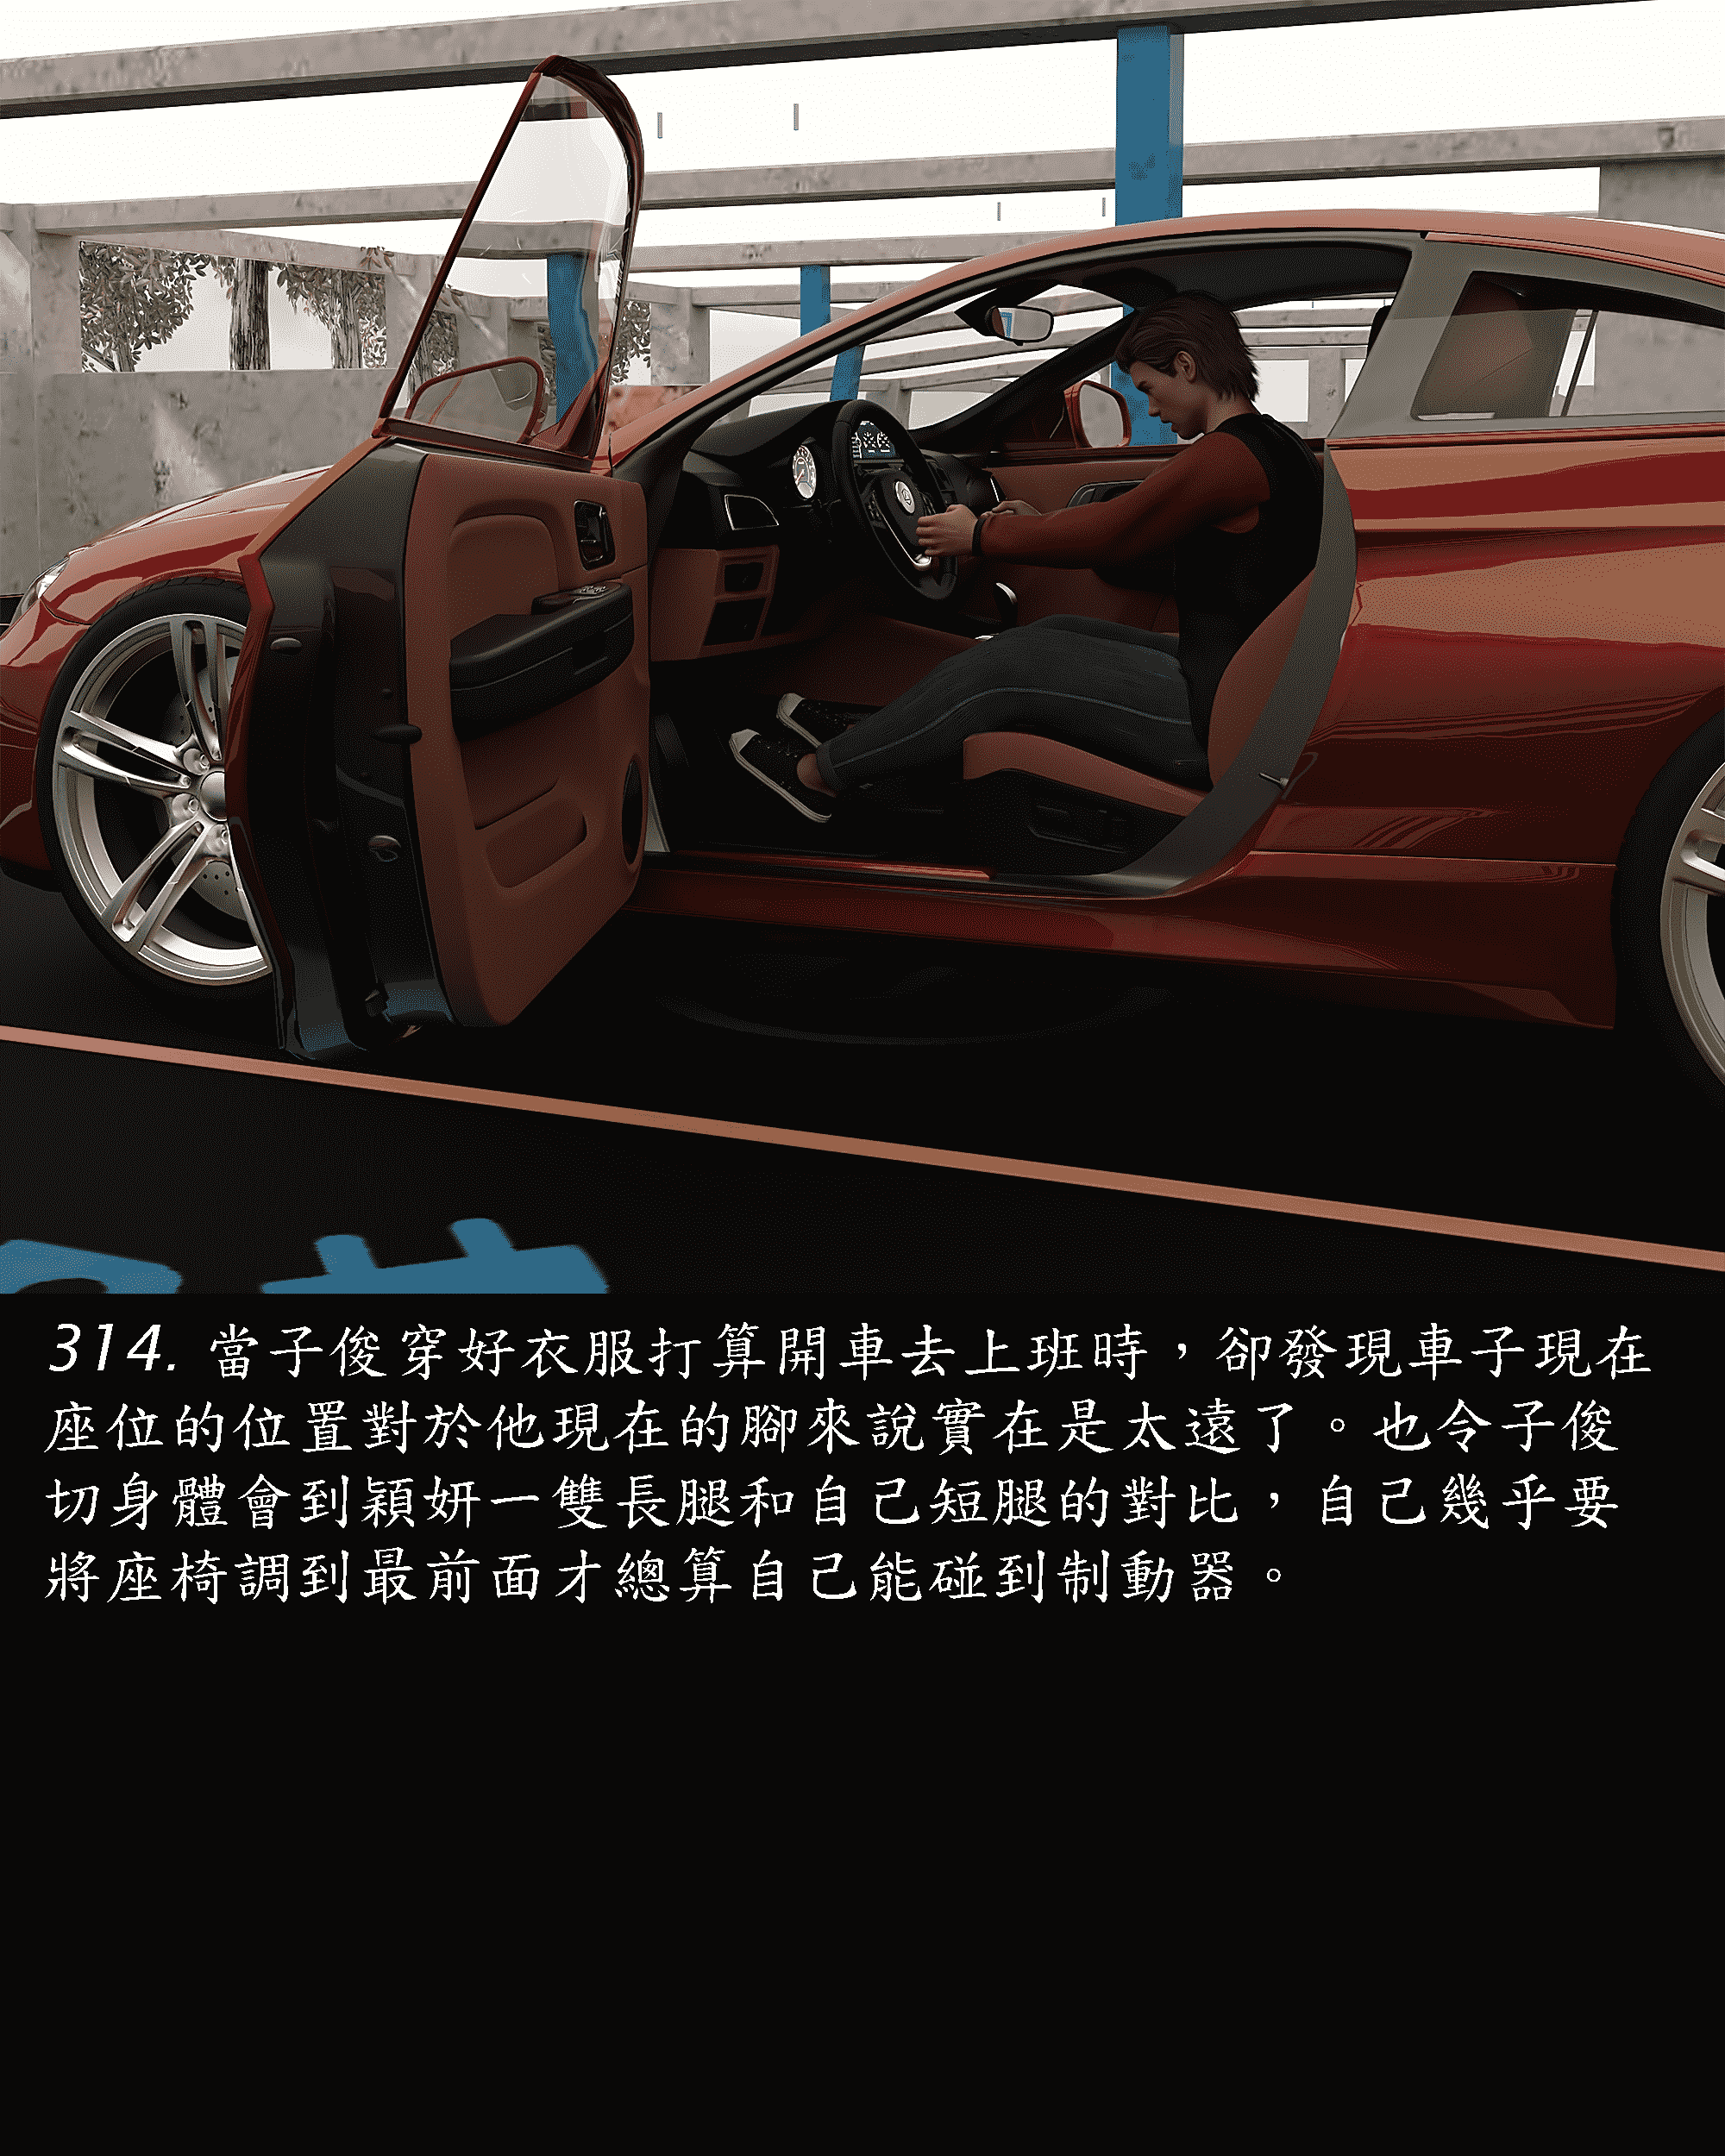 314. 當子俊穿好衣服打算開車去上班時，卻發現車子現在
座位的位置對於他現在的腳來說實在是太遠了。也令子俊
切身體會到穎妍一雙長腿和自己短腿的對比，自己幾乎要
將座椅調到最前面才總算自己能碰到制動器。